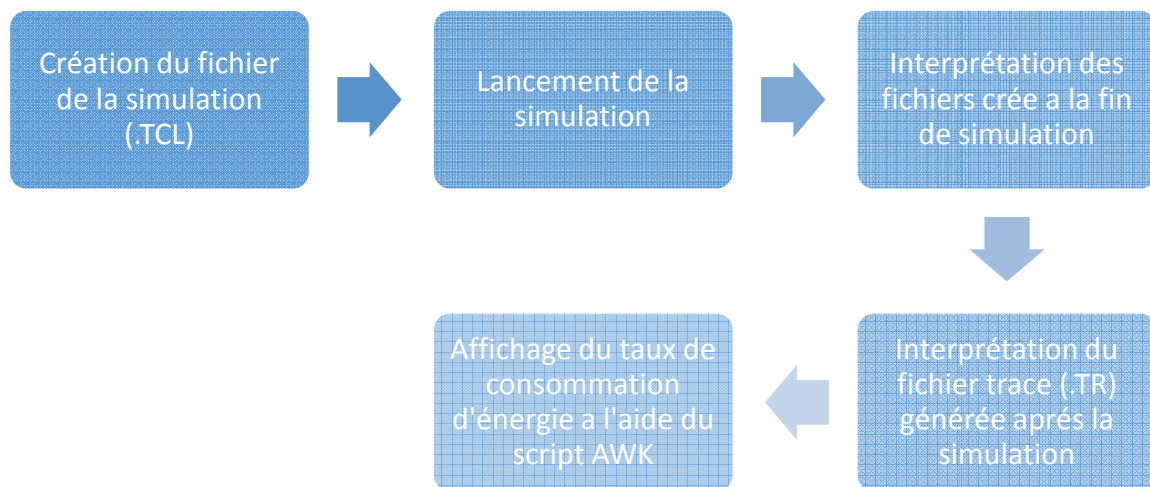 Création du fichier
de la simulation
(.TCL)
Lancement de la
simulation
Interprétation des
fichiers crée a la fin
de simulation
Interprétation du
fichier trace (.TR)
générée aprés la
simulation
Affichage du taux de
consommation
d'énergie a l'aide du
script AWK